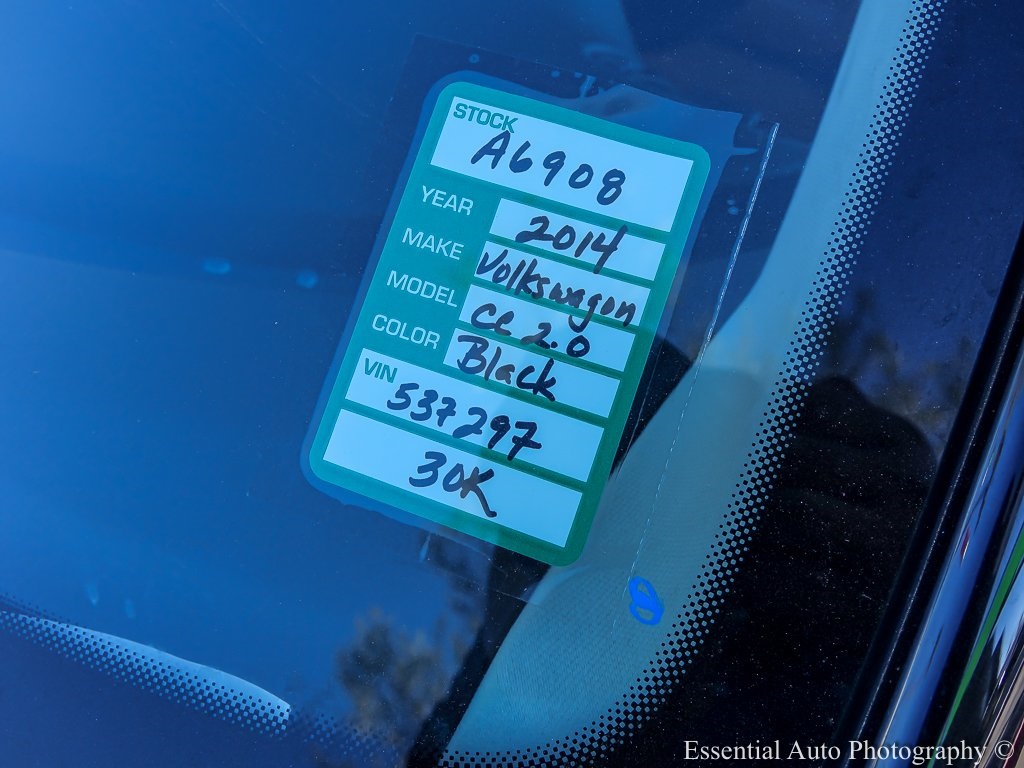 STOCK
A6908
YEAR 2014
MAKE Volkswagon
MODEL CC 2.0
COLOR Black
VIN
537297
30K
Essential Auto Photography ©